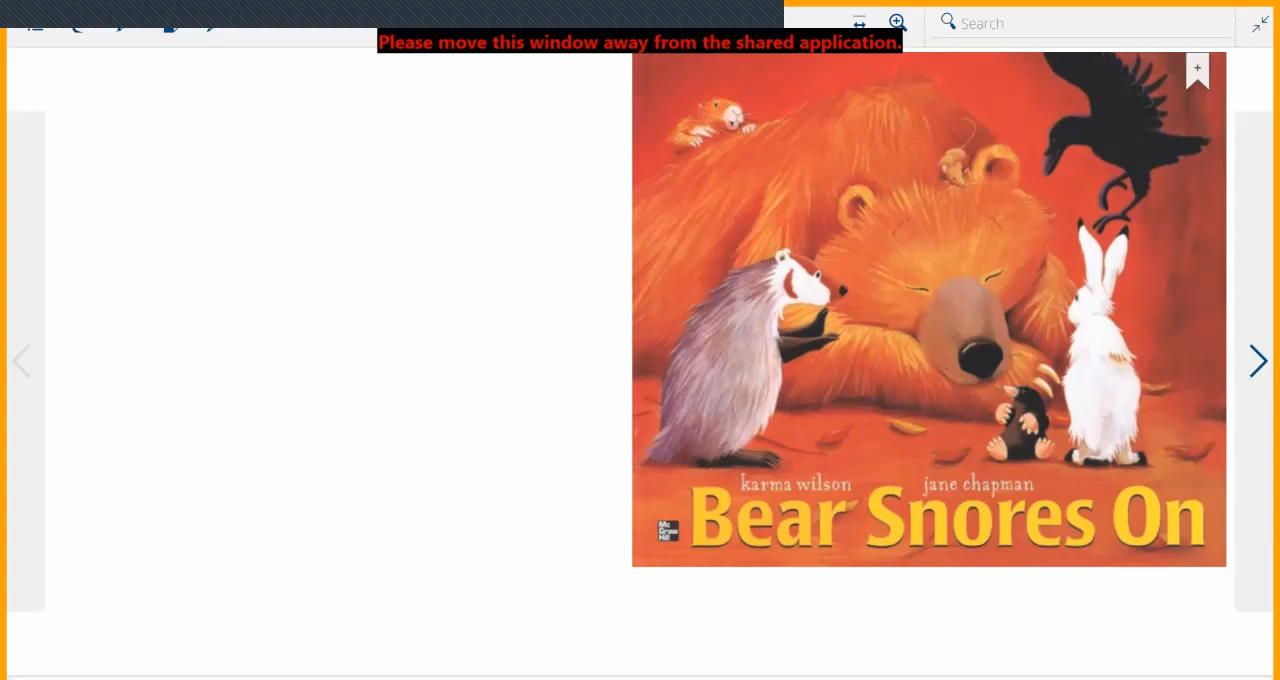 Search
Please move this window away from the shared application.
+
karma wilson jane chapman
Bear Snores On
Mc
Graw
Hill